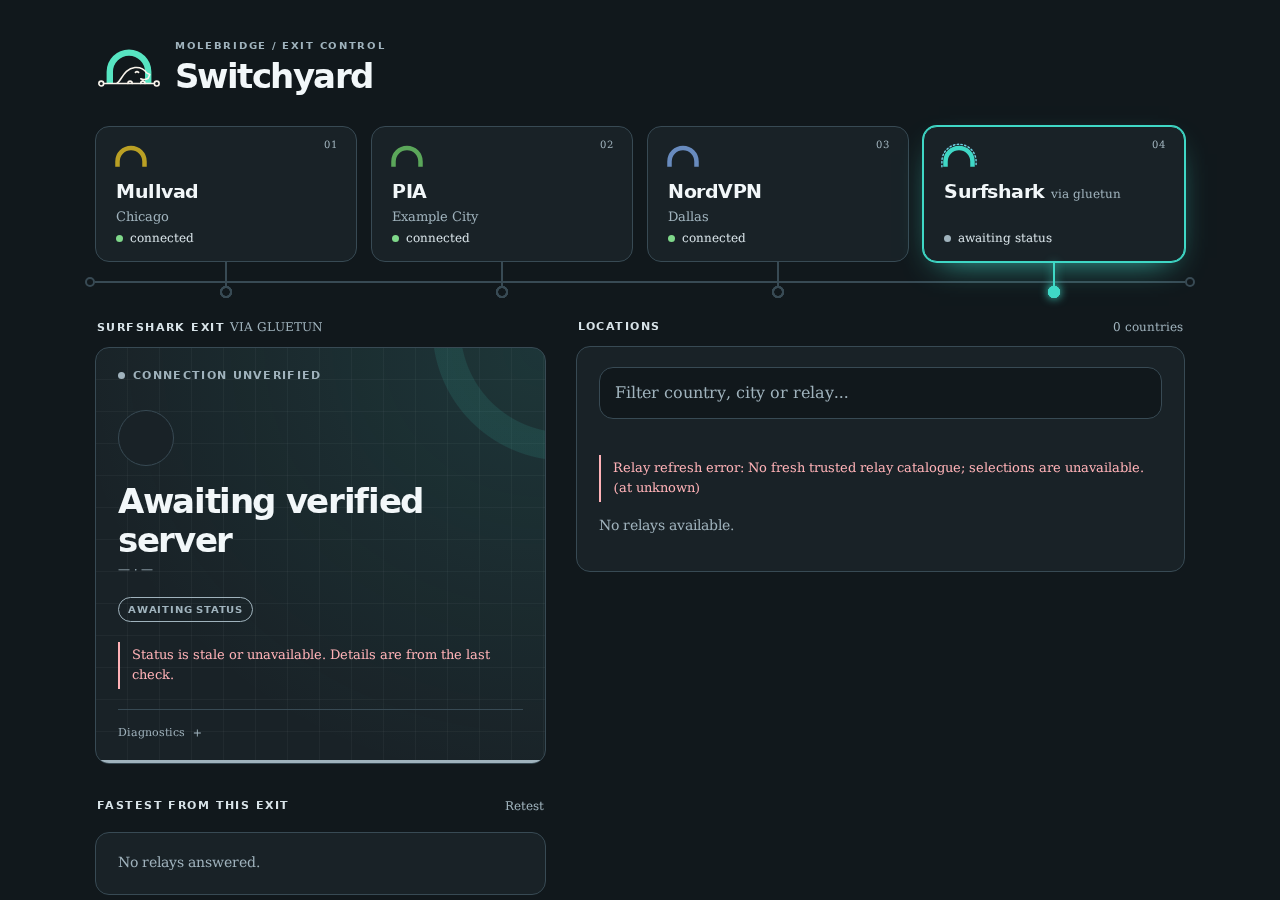 MOLEBRIDGE / EXIT CONTROL
Switchyard
01
Mullvad
Chicago
connected
02
PIA
Example City
connected
03
NordVPN
Dallas
connected
04
Surfshark via gluetun
awaiting status
SURFSHARK EXIT VIA GLUETUN
CONNECTION UNVERIFIED
Awaiting verified
server
— · —
AWAITING STATUS
Status is stale or unavailable. Details are from the last
check.
Diagnostics +
FASTEST FROM THIS EXIT
Retest
No relays answered.
LOCATIONS
0 countries
Filter country, city or relay…
Relay refresh error: No fresh trusted relay catalogue; selections are unavailable.
(at unknown)
No relays available.